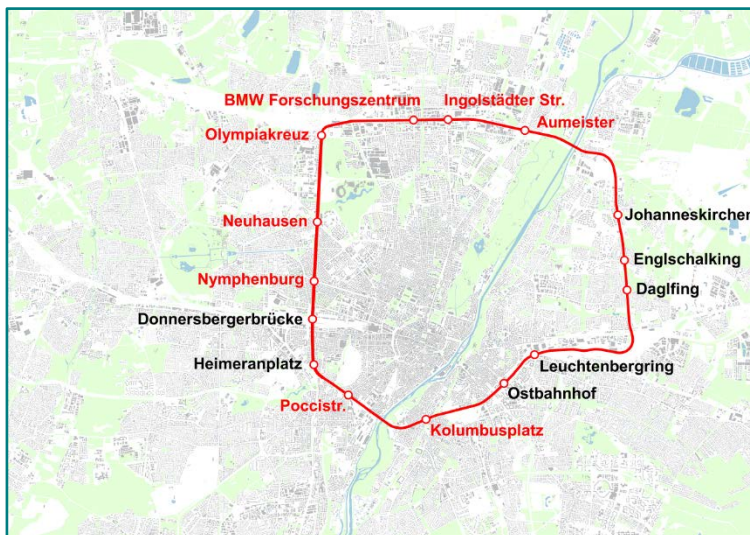 BMW Forschungszentrum
Ingolstädter Str.
Olympiakreuz
Aumeister
Neuhausen
Johanneskirchen
Englschalking
Nymphenburg
Daglfing
Donnersbergerbrücke
Heimeranplatz
Leuchtenbergring
Ostbahnhof
Poccistr.
Kolumbusplatz